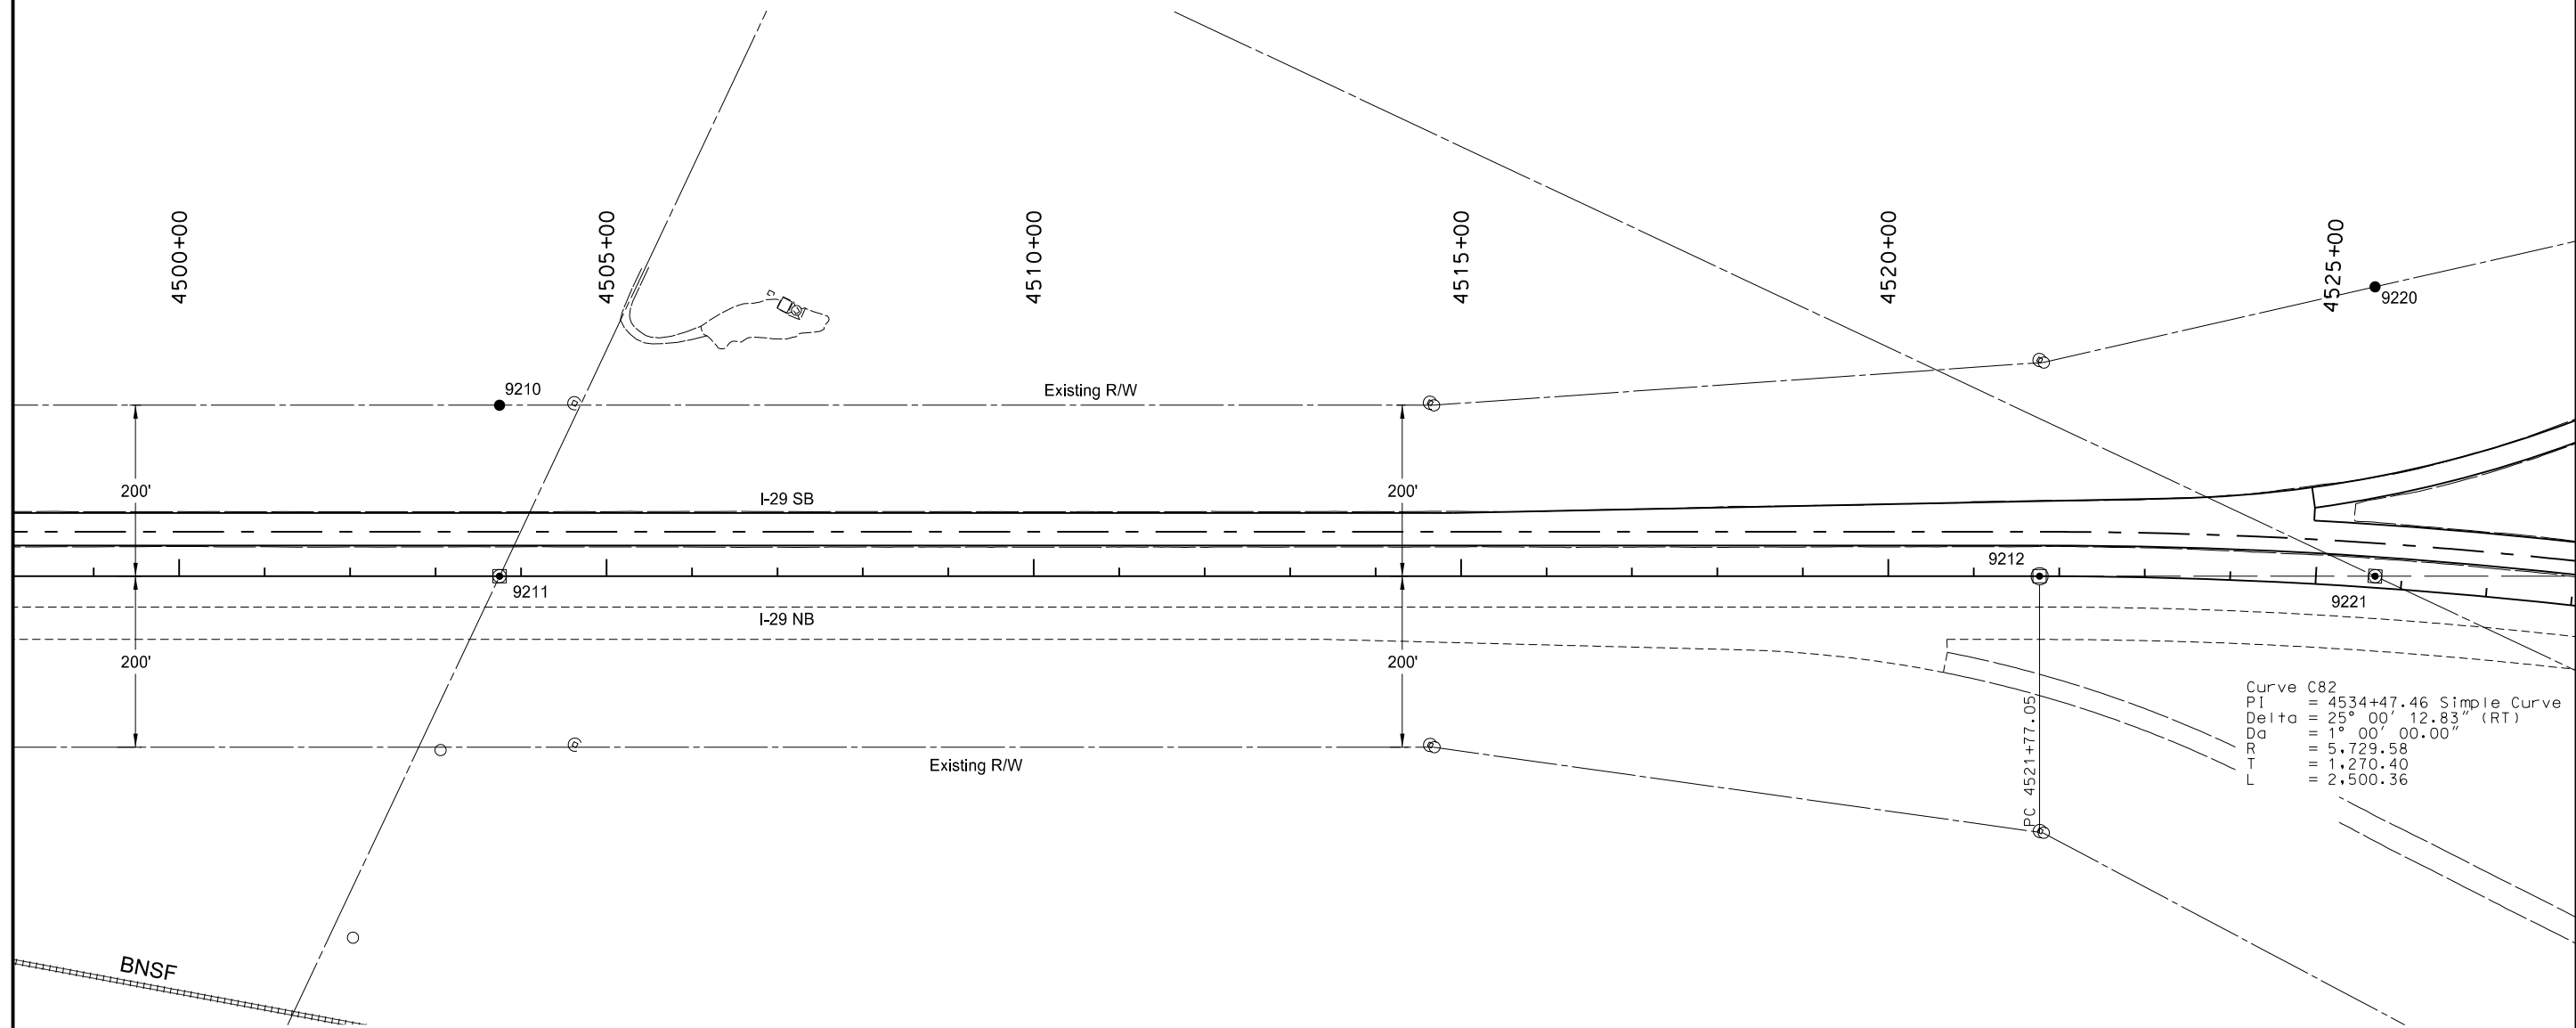 4500+00
4505+00
4510+00
4515+00
4520+00
4525+00
9220
9210
Existing R/W
200'
I-29 SB
200'
9212
9211
9221
I-29 NB
200'
200'
Existing R/W
PC 4521+77.05
Curve C82
PI = 4534+47.46 Simple Curve
Delta = 25° 00' 12.83" (RT)
Da = 1° 00' 00.00"
R = 5,729.58
T = 1,270.40
L = 2,500.36
BNSF